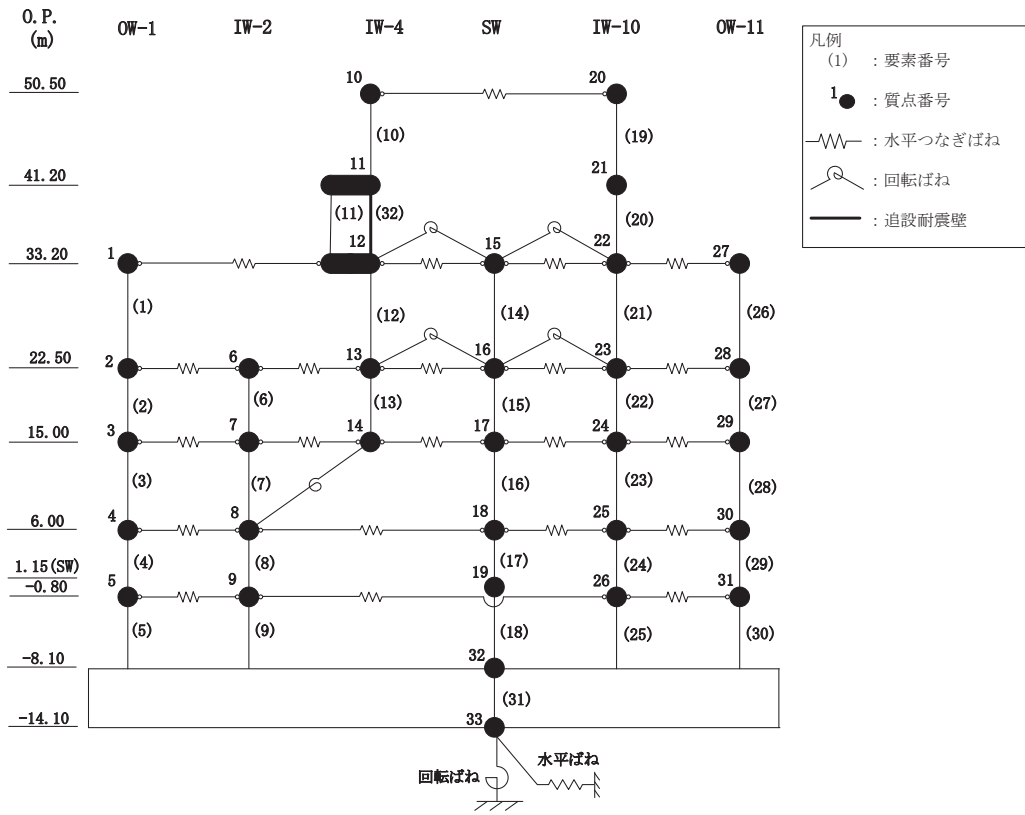 O.P.
(m)
OW-1 IW-2 IW-4 SW IW-10 OW-11
凡例
(1) : 要素番号
1 : 質点番号
: 水平つなぎばね
: 回転ばね
: 追設耐震壁
50.50
10 20
(10) (19)
41.20
11 21
(11) (32) (20)
33.20
1 12 15 22 27
(1) (12) (14) (21) (26)
22.50
2 6 13 16 23 28
(2) (6) (13) (15) (22) (27)
15.00
3 7 14 17 24 29
(3) (7) (16) (23) (28)
6.00
4 8 18 25 30
(4) (8) (17) (24) (29)
1.15(SW)
-0.80
5 9 19 26 31
(5) (9) (18) (25) (30)
-8.10
32
(31)
-14.10
33
回転ばね
水平ばね